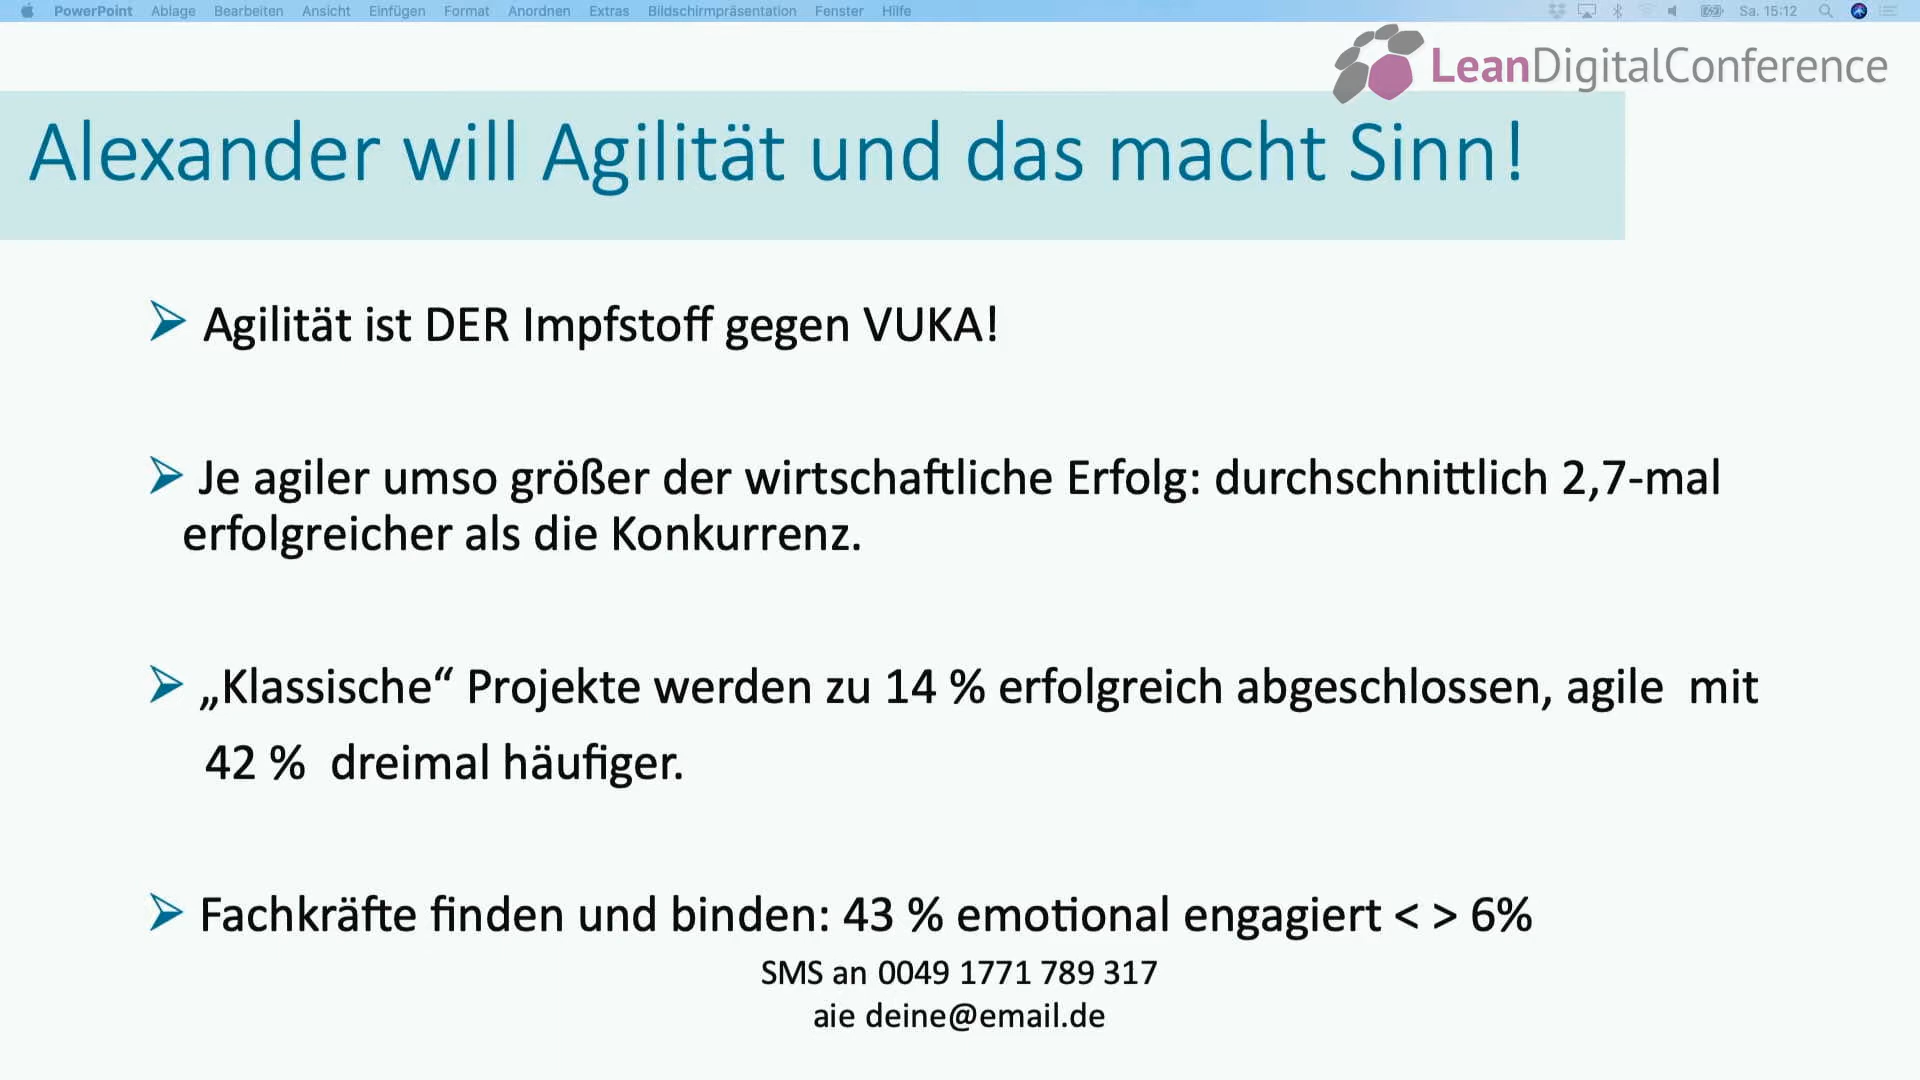 PowerPoint Ablage Bearbeiten Ansicht Einfügen Format Anordnen Extras Bildschirmpräsentation Fenster Hilfe Sa. 15:12
LeanDigitalConference
Alexander will Agilität und das macht Sinn!
Agilität ist DER Impfstoff gegen VUKA!
Je agiler umso größer der wirtschaftliche Erfolg: durchschnittlich 2,7-mal
erfolgreicher als die Konkurrenz.
„Klassische“ Projekte werden zu 14 % erfolgreich abgeschlossen, agile mit
42 % dreimal häufiger.
Fachkräfte finden und binden: 43 % emotional engagiert < > 6%
SMS an 0049 1771 789 317
aie deine@email.de